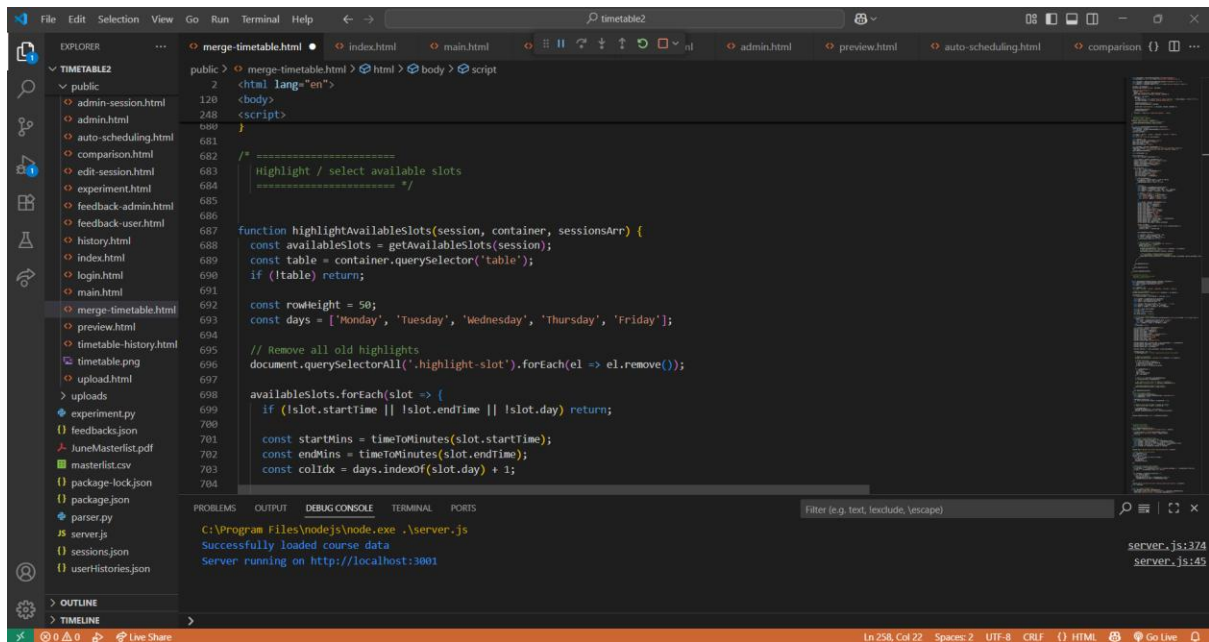 File Edit Selection View Go Run Terminal Help
timetable2
EXPLORER
TIMETABLE2
public
admin-session.html
admin.html
auto-scheduling.html
comparison.html
edit-session.html
experiment.html
feedback-admin.html
feedback-user.html
history.html
index.html
login.html
main.html
merge-timetable.html
preview.html
timetable-history.html
timetable.png
upload.html
uploads
experiment.py
feedbacks.json
JuneMasterlist.pdf
masterlist.csv
package-lock.json
package.json
parser.py
server.js
sessions.json
userHistories.json
OUTLINE
TIMELINE
merge-timetable.html index.html main.html admin.html preview.html auto-scheduling.html comparison
public > merge-timetable.html > html > body > script
2 <html lang="en">
120 <body>
248 <script>
680 }
681
682 /* ========================
683 Highlight / select available slots
684 ======================== */
685
686
687 function highlightAvailableSlots(session, container, sessionsArr) {
688 const availableSlots = getAvailableSlots(session);
689 const table = container.querySelector('table');
690 if (!table) return;
691
692 const rowHeight = 50;
693 const days = ['Monday', 'Tuesday', 'Wednesday', 'Thursday', 'Friday'];
694
695 // Remove all old highlights
696 document.querySelectorAll('.highlight-slot').forEach(el => el.remove());
697
698 availableSlots.forEach(slot => {
699 if (!slot.startTime || !slot.endTime || !slot.day) return;
700
701 const startMins = timeToMinutes(slot.startTime);
702 const endMins = timeToMinutes(slot.endTime);
703 const colIdx = days.indexOf(slot.day) + 1;
704
PROBLEMS OUTPUT DEBUG CONSOLE TERMINAL PORTS Filter (e.g. text, !exclude, \escape)
C:\Program Files\nodejs\node.exe .\server.js
Successfully loaded course data server.js:374
Server running on http://localhost:3001 server.js:45
>
0 0 Live Share Ln 258, Col 22 Spaces: 2 UTF-8 CRLF {} HTML Go Live